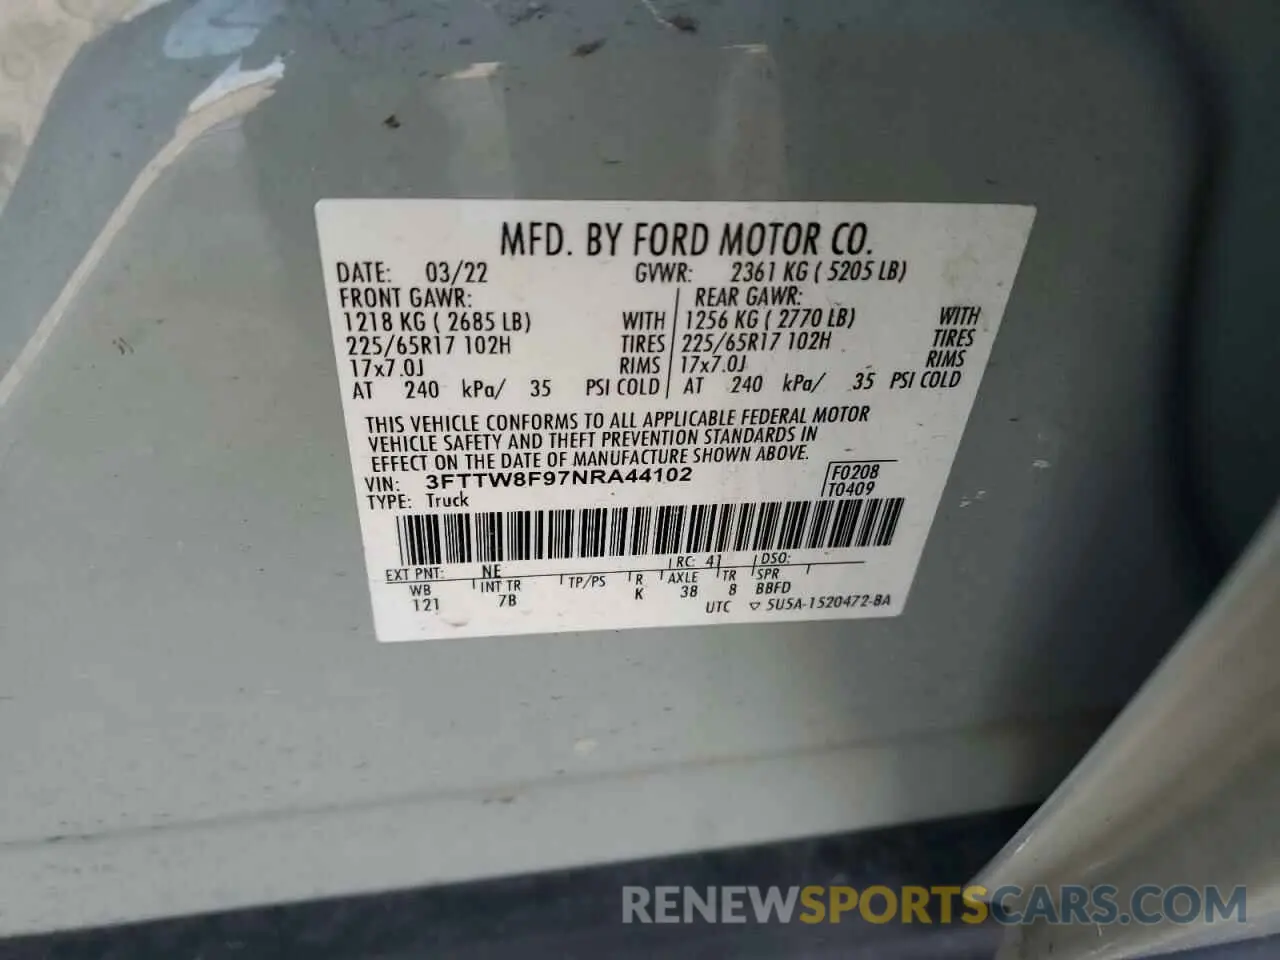 MFD. BY FORD MOTOR CO.
DATE: 03/22 GVWR: 2361 KG ( 5205 LB)
FRONT GAWR: REAR GAWR:
1218 KG ( 2685 LB) WITH 1256 KG ( 2770 LB) WITH
225/65R17 102H TIRES 225/65R17 102H TIRES
17x7.0J RIMS 17x7.0J RIMS
AT 240 kPa/ 35 PSI COLD AT 240 kPa/ 35 PSI COLD
THIS VEHICLE CONFORMS TO ALL APPLICABLE FEDERAL MOTOR
VEHICLE SAFETY AND THEFT PREVENTION STANDARDS IN
EFFECT ON THE DATE OF MANUFACTURE SHOWN ABOVE.
VIN: 3FTTW8F97NRA44102 F0208
TYPE: Truck T0409
EXT PNT: NE RC: 41 DSO:
WB INT TR TP/PS R AXLE TR SPR
121 7B K 38 8 BBFD
UTC ▽ 5U5A-1520472-BA
RENEWSPORTSCARS.COM